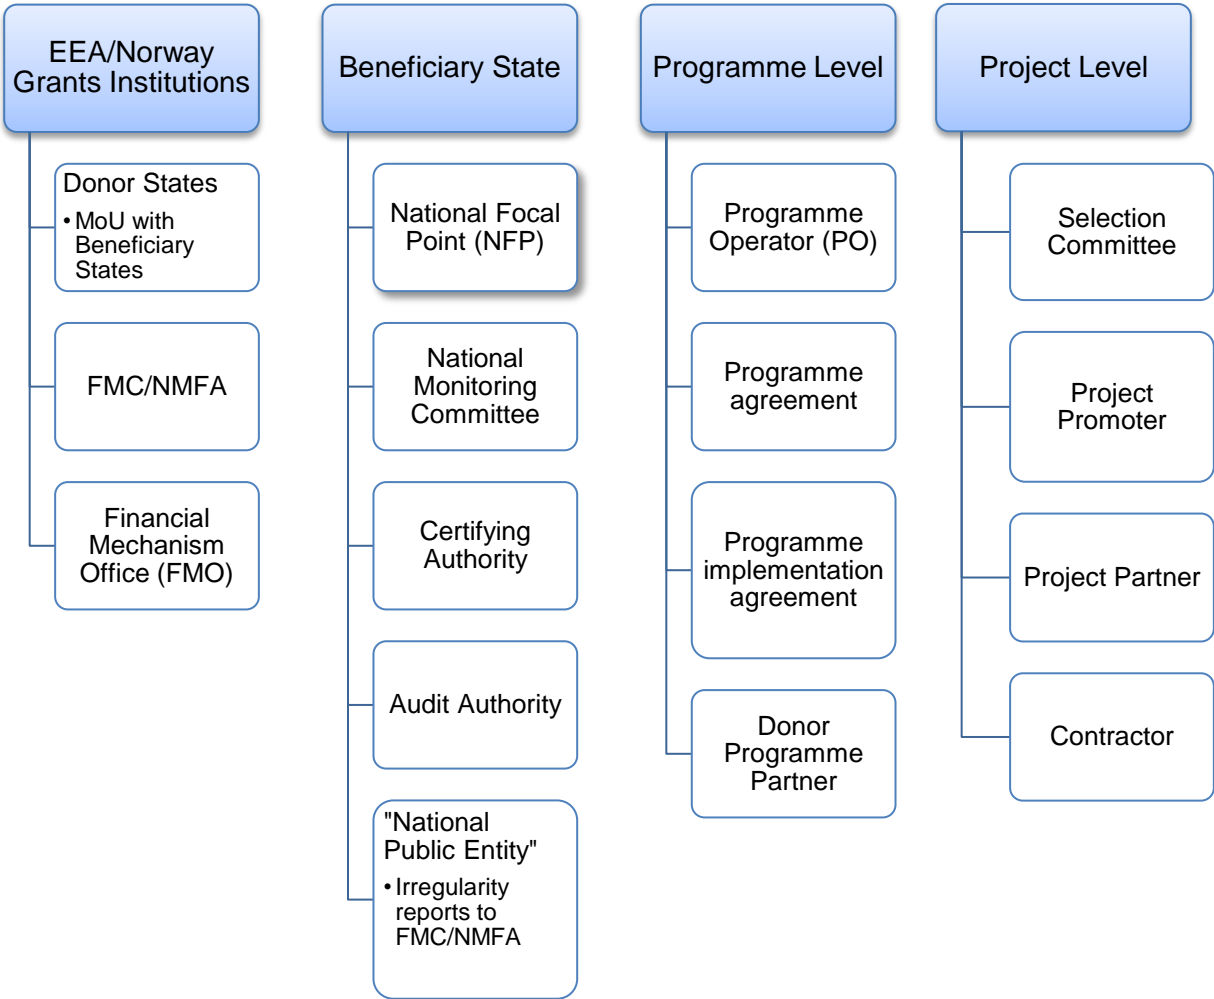 EEA/Norway
Grants Institutions
Donor States
• MoU with
Beneficiary
States
FMC/NMFA
Financial
Mechanism
Office (FMO)
Beneficiary State
National Focal
Point (NFP)
National
Monitoring
Committee
Certifying
Authority
Audit Authority
"National
Public Entity"
• Irregularity
reports to
FMC/NMFA
Programme Level
Programme
Operator (PO)
Programme
agreement
Programme
implementation
agreement
Donor
Programme
Partner
Project Level
Selection
Committee
Project
Promoter
Project Partner
Contractor